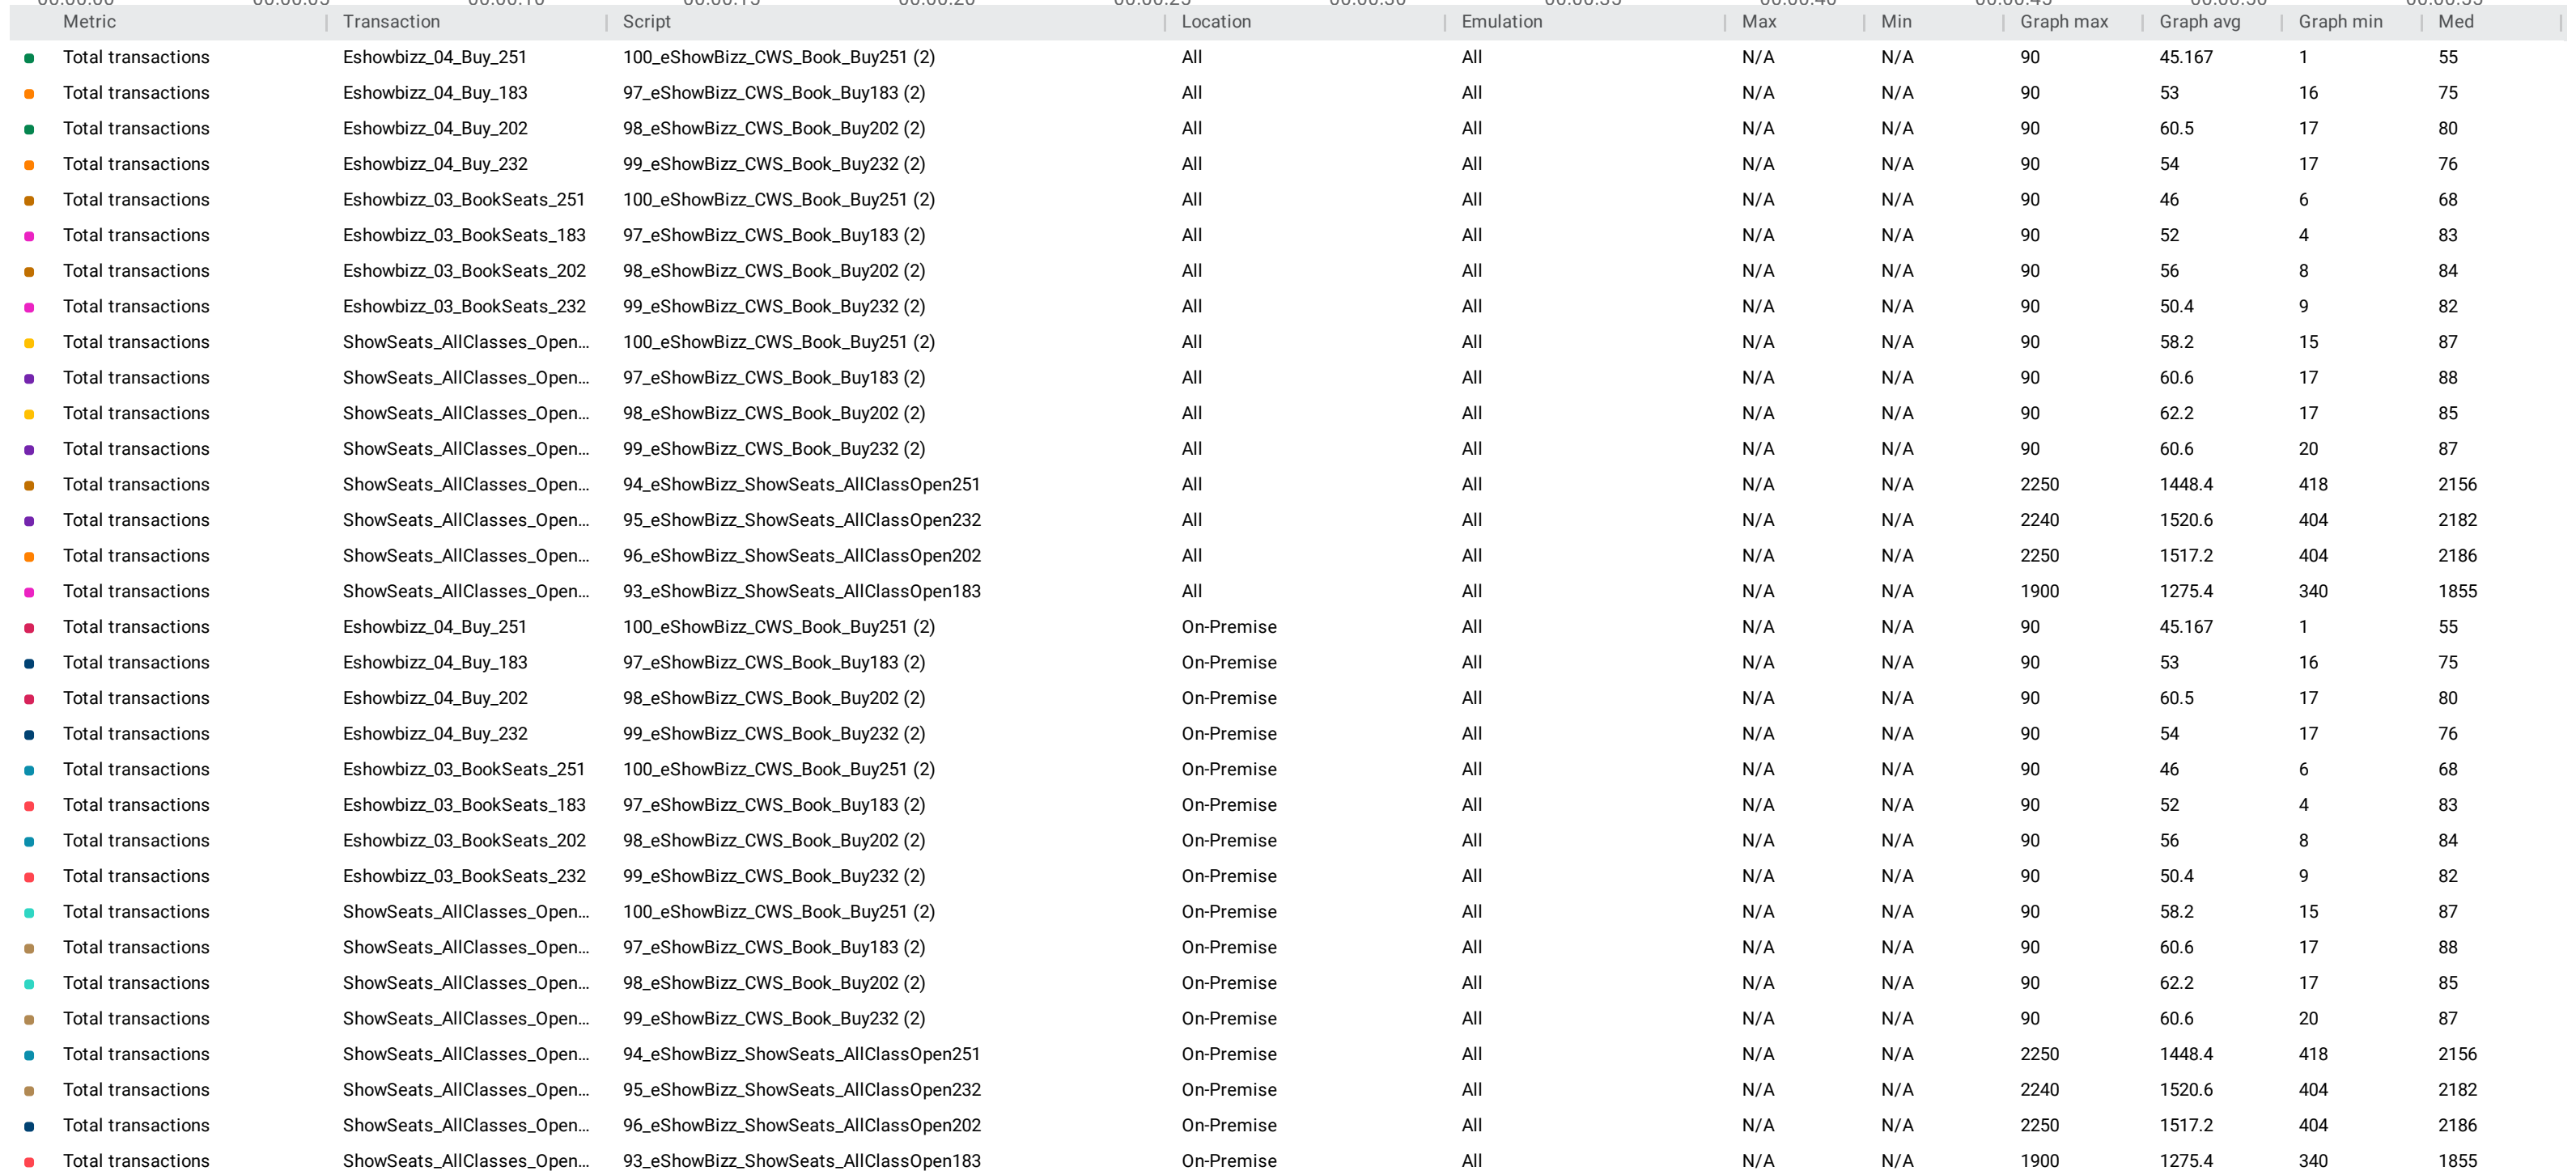 Metric Transaction Script Location Emulation Max Min Graph max Graph avg Graph min Med
Total transactions Eshowbizz_04_Buy_251 100_eShowBizz_CWS_Book_Buy251 (2) All All N/A N/A 90 45.167 1 55
Total transactions Eshowbizz_04_Buy_183 97_eShowBizz_CWS_Book_Buy183 (2) All All N/A N/A 90 53 16 75
Total transactions Eshowbizz_04_Buy_202 98_eShowBizz_CWS_Book_Buy202 (2) All All N/A N/A 90 60.5 17 80
Total transactions Eshowbizz_04_Buy_232 99_eShowBizz_CWS_Book_Buy232 (2) All All N/A N/A 90 54 17 76
Total transactions Eshowbizz_03_BookSeats_251 100_eShowBizz_CWS_Book_Buy251 (2) All All N/A N/A 90 46 6 68
Total transactions Eshowbizz_03_BookSeats_183 97_eShowBizz_CWS_Book_Buy183 (2) All All N/A N/A 90 52 4 83
Total transactions Eshowbizz_03_BookSeats_202 98_eShowBizz_CWS_Book_Buy202 (2) All All N/A N/A 90 56 8 84
Total transactions Eshowbizz_03_BookSeats_232 99_eShowBizz_CWS_Book_Buy232 (2) All All N/A N/A 90 50.4 9 82
Total transactions ShowSeats_AllClasses_Open... 100_eShowBizz_CWS_Book_Buy251 (2) All All N/A N/A 90 58.2 15 87
Total transactions ShowSeats_AllClasses_Open... 97_eShowBizz_CWS_Book_Buy183 (2) All All N/A N/A 90 60.6 17 88
Total transactions ShowSeats_AllClasses_Open... 98_eShowBizz_CWS_Book_Buy202 (2) All All N/A N/A 90 62.2 17 85
Total transactions ShowSeats_AllClasses_Open... 99_eShowBizz_CWS_Book_Buy232 (2) All All N/A N/A 90 60.6 20 87
Total transactions ShowSeats_AllClasses_Open... 94_eShowBizz_ShowSeats_AllClassOpen251 All All N/A N/A 2250 1448.4 418 2156
Total transactions ShowSeats_AllClasses_Open... 95_eShowBizz_ShowSeats_AllClassOpen232 All All N/A N/A 2240 1520.6 404 2182
Total transactions ShowSeats_AllClasses_Open... 96_eShowBizz_ShowSeats_AllClassOpen202 All All N/A N/A 2250 1517.2 404 2186
Total transactions ShowSeats_AllClasses_Open... 93_eShowBizz_ShowSeats_AllClassOpen183 All All N/A N/A 1900 1275.4 340 1855
Total transactions Eshowbizz_04_Buy_251 100_eShowBizz_CWS_Book_Buy251 (2) On-Premise All N/A N/A 90 45.167 1 55
Total transactions Eshowbizz_04_Buy_183 97_eShowBizz_CWS_Book_Buy183 (2) On-Premise All N/A N/A 90 53 16 75
Total transactions Eshowbizz_04_Buy_202 98_eShowBizz_CWS_Book_Buy202 (2) On-Premise All N/A N/A 90 60.5 17 80
Total transactions Eshowbizz_04_Buy_232 99_eShowBizz_CWS_Book_Buy232 (2) On-Premise All N/A N/A 90 54 17 76
Total transactions Eshowbizz_03_BookSeats_251 100_eShowBizz_CWS_Book_Buy251 (2) On-Premise All N/A N/A 90 46 6 68
Total transactions Eshowbizz_03_BookSeats_183 97_eShowBizz_CWS_Book_Buy183 (2) On-Premise All N/A N/A 90 52 4 83
Total transactions Eshowbizz_03_BookSeats_202 98_eShowBizz_CWS_Book_Buy202 (2) On-Premise All N/A N/A 90 56 8 84
Total transactions Eshowbizz_03_BookSeats_232 99_eShowBizz_CWS_Book_Buy232 (2) On-Premise All N/A N/A 90 50.4 9 82
Total transactions ShowSeats_AllClasses_Open... 100_eShowBizz_CWS_Book_Buy251 (2) On-Premise All N/A N/A 90 58.2 15 87
Total transactions ShowSeats_AllClasses_Open... 97_eShowBizz_CWS_Book_Buy183 (2) On-Premise All N/A N/A 90 60.6 17 88
Total transactions ShowSeats_AllClasses_Open... 98_eShowBizz_CWS_Book_Buy202 (2) On-Premise All N/A N/A 90 62.2 17 85
Total transactions ShowSeats_AllClasses_Open... 99_eShowBizz_CWS_Book_Buy232 (2) On-Premise All N/A N/A 90 60.6 20 87
Total transactions ShowSeats_AllClasses_Open... 94_eShowBizz_ShowSeats_AllClassOpen251 On-Premise All N/A N/A 2250 1448.4 418 2156
Total transactions ShowSeats_AllClasses_Open... 95_eShowBizz_ShowSeats_AllClassOpen232 On-Premise All N/A N/A 2240 1520.6 404 2182
Total transactions ShowSeats_AllClasses_Open... 96_eShowBizz_ShowSeats_AllClassOpen202 On-Premise All N/A N/A 2250 1517.2 404 2186
Total transactions ShowSeats_AllClasses_Open... 93_eShowBizz_ShowSeats_AllClassOpen183 On-Premise All N/A N/A 1900 1275.4 340 1855